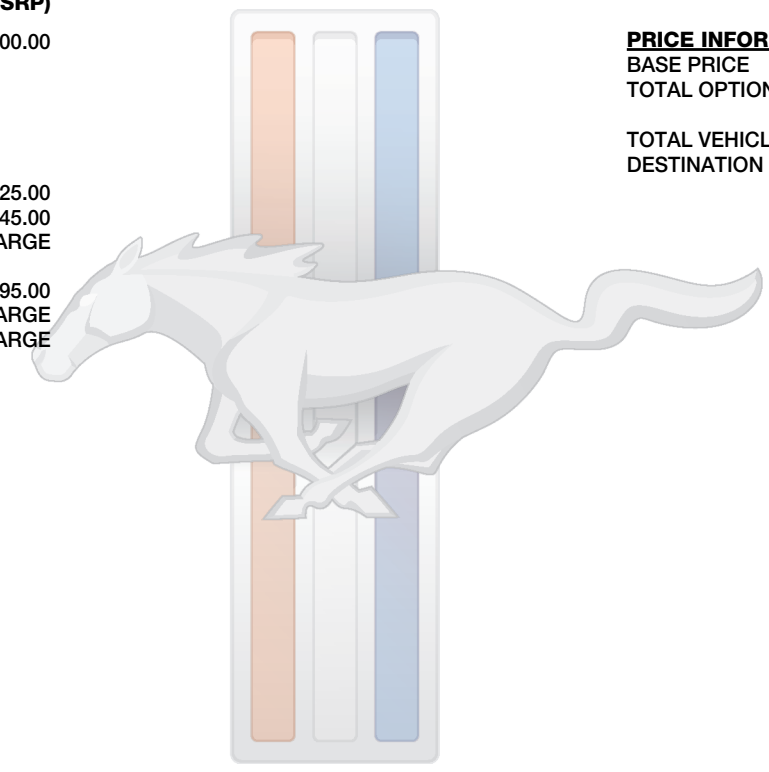 SRP)
00.00
25.00
45.00
ARGE
95.00
ARGE
ARGE
PRICE INFOR
BASE PRICE
TOTAL OPTION
TOTAL VEHICL
DESTINATION